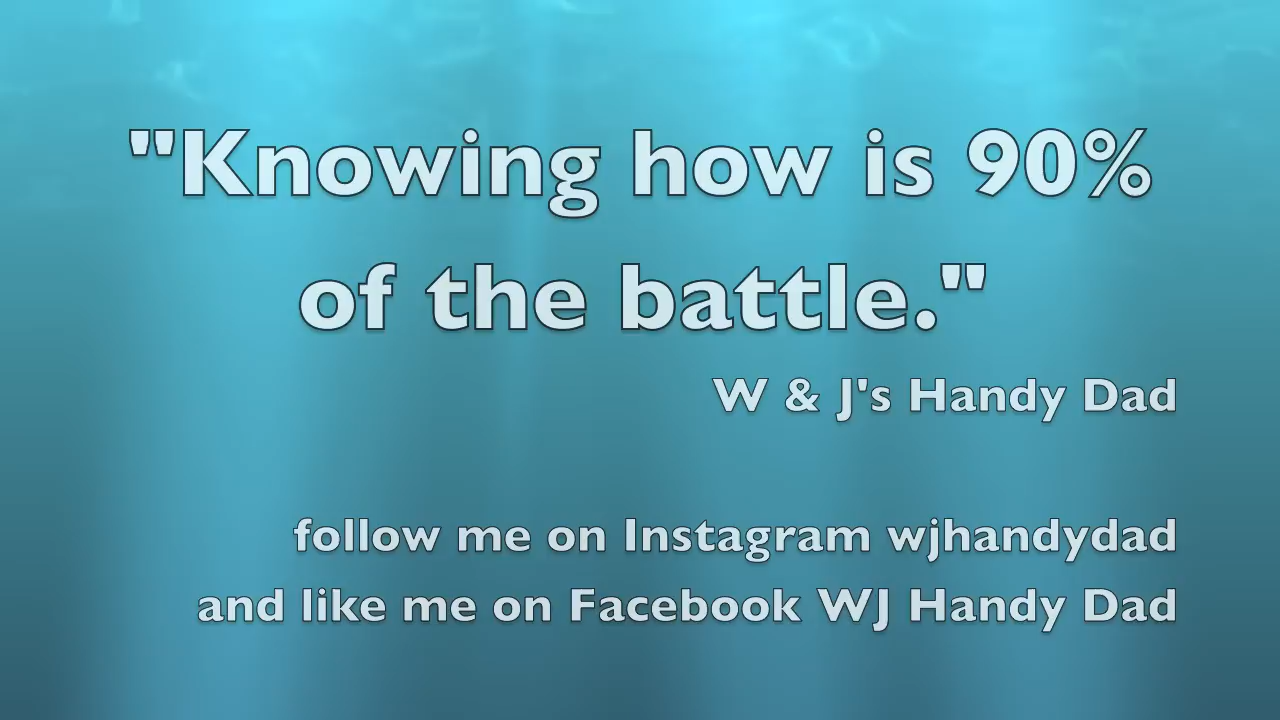 "Knowing how is 90%
of the battle."
W & J's Handy Dad
follow me on Instagram wjhandydad
and like me on Facebook WJ Handy Dad